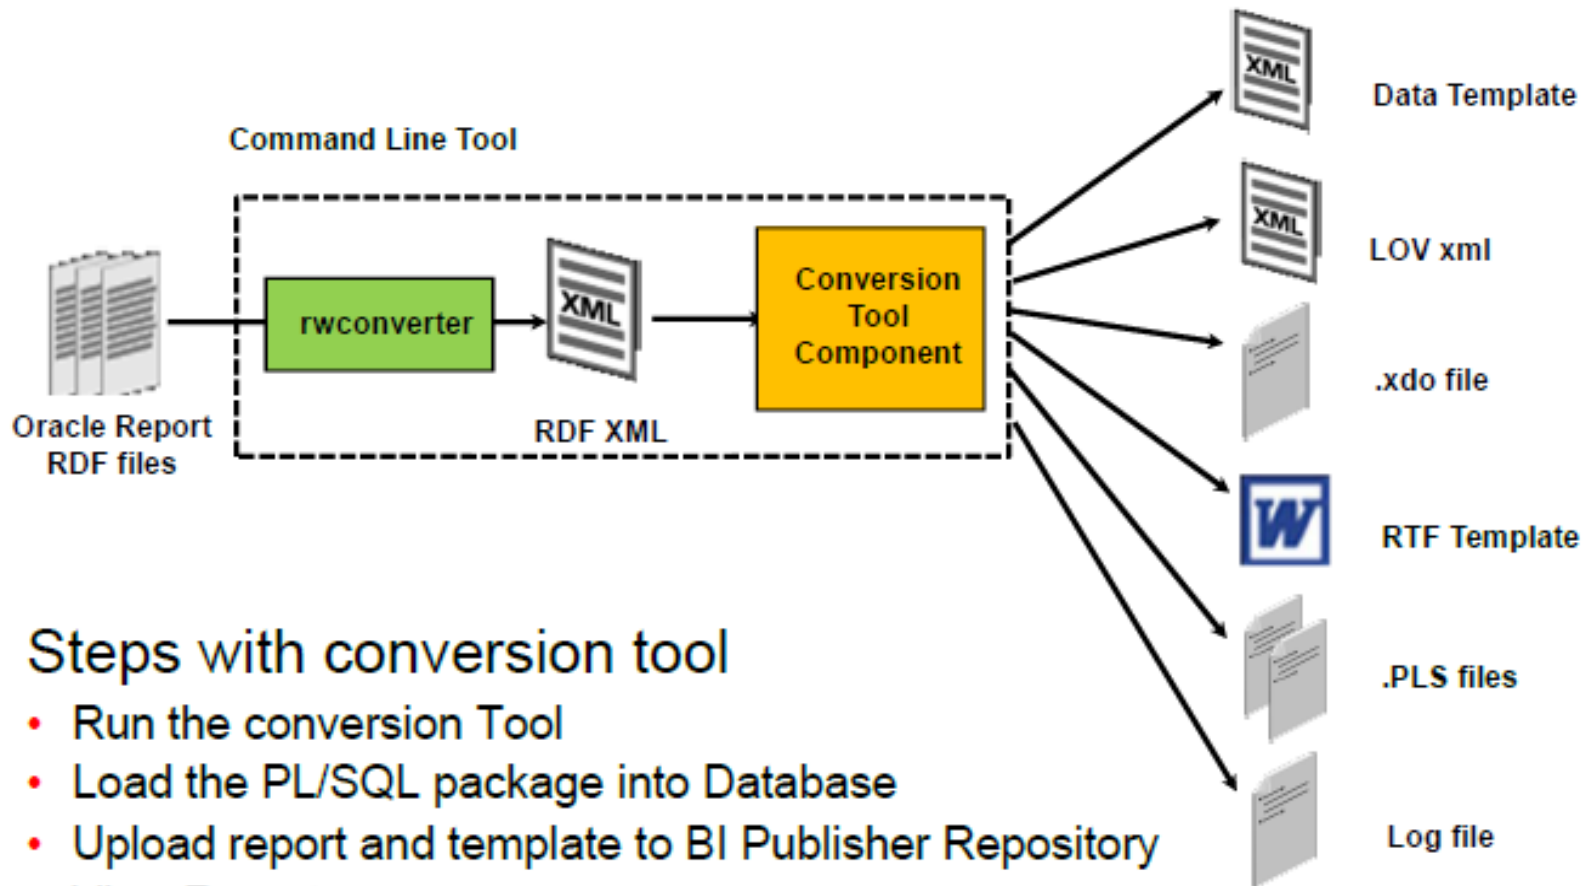 Command Line Tool
Oracle Report
RDF files
rwconverter
XML
RDF XML
Conversion
Tool
Component
XML
Data Template
XML
LOV xml
.xdo file
W
RTF Template
.PLS files
Log file
Steps with conversion tool
• Run the conversion Tool
• Load the PL/SQL package into Database
• Upload report and template to BI Publisher Repository